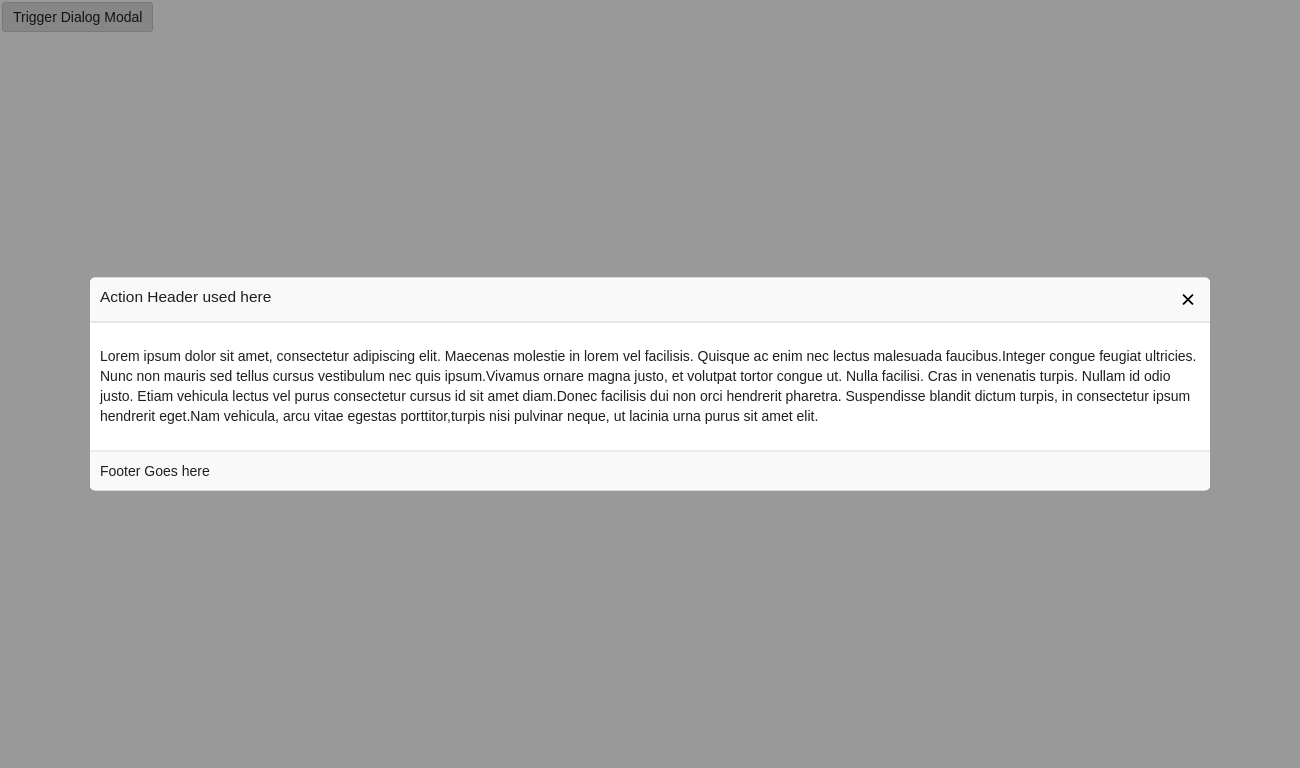 Trigger Dialog Modal
Action Header used here
Lorem ipsum dolor sit amet, consectetur adipiscing elit. Maecenas molestie in lorem vel facilisis. Quisque ac enim nec lectus malesuada faucibus.Integer congue feugiat ultricies.
Nunc non mauris sed tellus cursus vestibulum nec quis ipsum.Vivamus ornare magna justo, et volutpat tortor congue ut. Nulla facilisi. Cras in venenatis turpis. Nullam id odio
justo. Etiam vehicula lectus vel purus consectetur cursus id sit amet diam.Donec facilisis dui non orci hendrerit pharetra. Suspendisse blandit dictum turpis, in consectetur ipsum
hendrerit eget.Nam vehicula, arcu vitae egestas porttitor,turpis nisi pulvinar neque, ut lacinia urna purus sit amet elit.
Footer Goes here